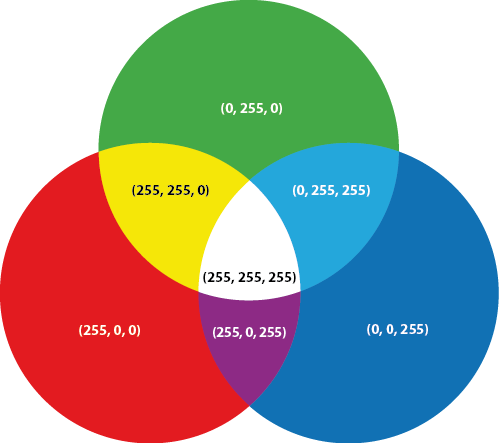 (0, 255, 0)
(255, 255, 0)
(0, 255, 255)
(255, 255, 255)
(255, 0, 0)
(255, 0, 255)
(0, 0, 255)